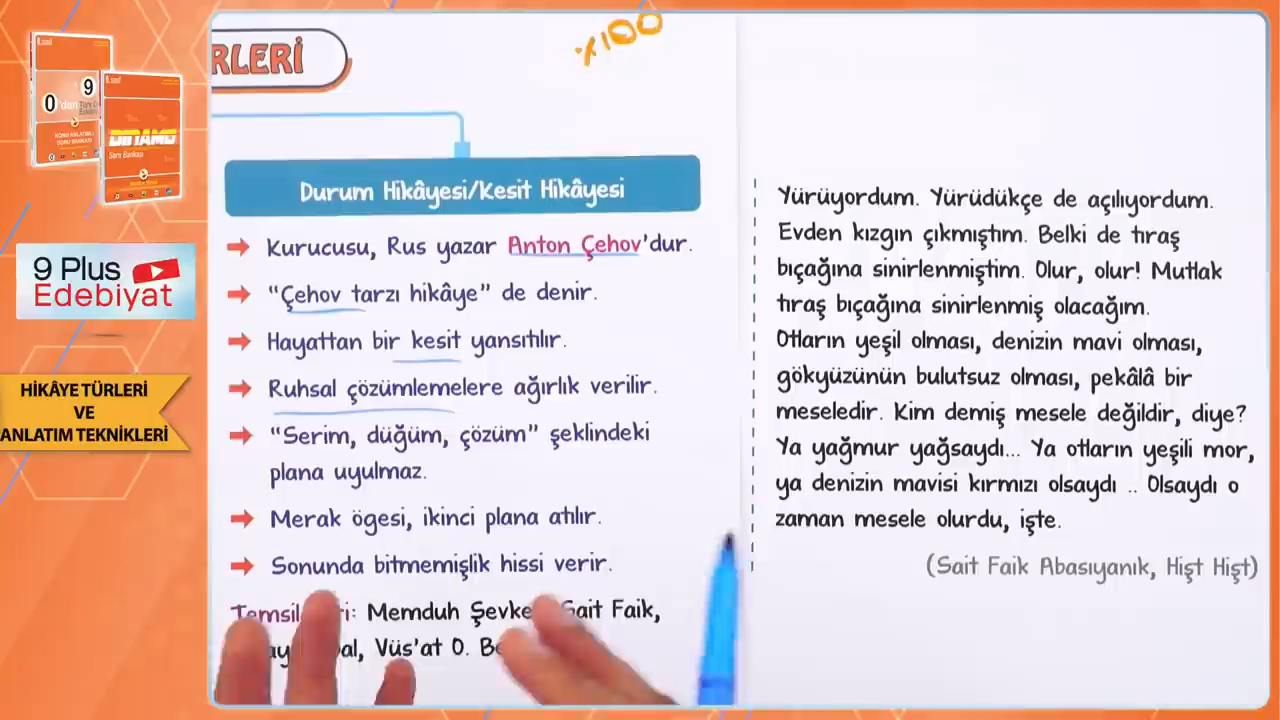 RLERİ
x100
Durum Hikâyesi/Kesit Hikâyesi
Kurucusu, Rus yazar Anton Çehov'dur.
"Çehov tarzı hikâye" de denir.
Hayattan bir kesit yansıtılır.
Ruhsal çözümlemelere ağırlık verilir.
"Serim, düğüm, çözüm" şeklindeki
plana uyulmaz.
Merak ögesi, ikinci plana atılır.
Sonunda bitmemişlik hissi verir.
Memduh Sait Faik,
Vüs'at O.
Yürüyordum. Yürüdükçe de açılıyordum.
Evden kızgın çıkmıştım. Belki de tıraş
bıçağına sinirlenmiştim. Olur, olur! Mutlak
tıraş bıçağına sinirlenmiş olacağım.
Otların yeşil olması, denizin mavi olması,
gökyüzünün bulutsuz olması, pekâlâ bir
meseledir. Kim demiş mesele değildir, diye?
Ya yağmur yağsaydı... Ya otların yeşili mor,
ya denizin mavisi kırmızı olsaydı .. Olsaydı o
zaman mesele olurdu, işte.
(Sait Faik Abasıyanık, Hişt Hişt)
0'dan 9
DİNAMO
Soru Bankası
9 Plus
Edebiyat
HİKÂYE TÜRLERİ
VE
ANLATIM TEKNİKLERİ